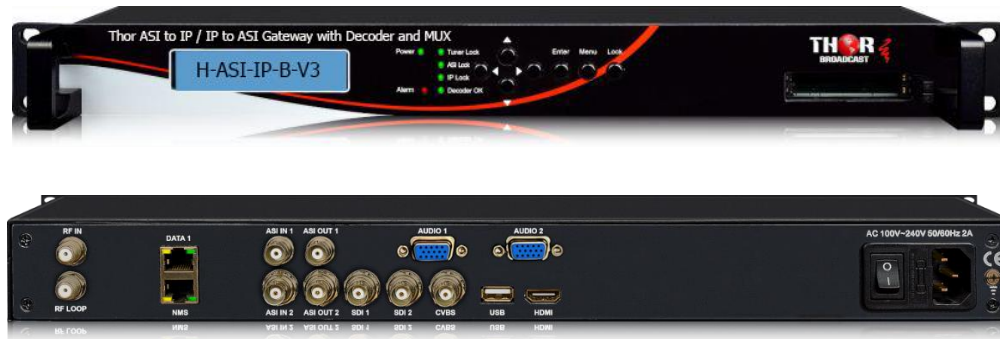 Thor ASI to IP / IP to ASI Gateway with Decoder and MUX
H-ASI-IP-B-V3
Power
Tuner Lock
ASI Lock
IP Lock
Alarm
Decoder OK
Enter Menu Lock
THOR
BROADCAST
RF IN
RF LOOP
DATA 1
NMS
ASI IN 1 ASI OUT 1
ASI IN 2 ASI OUT 2 SDI 1 SDI 2 CVBS USB HDMI
AUDIO 1
AUDIO 2
AC 100V~240V 50/60Hz 2A
O
I
CE